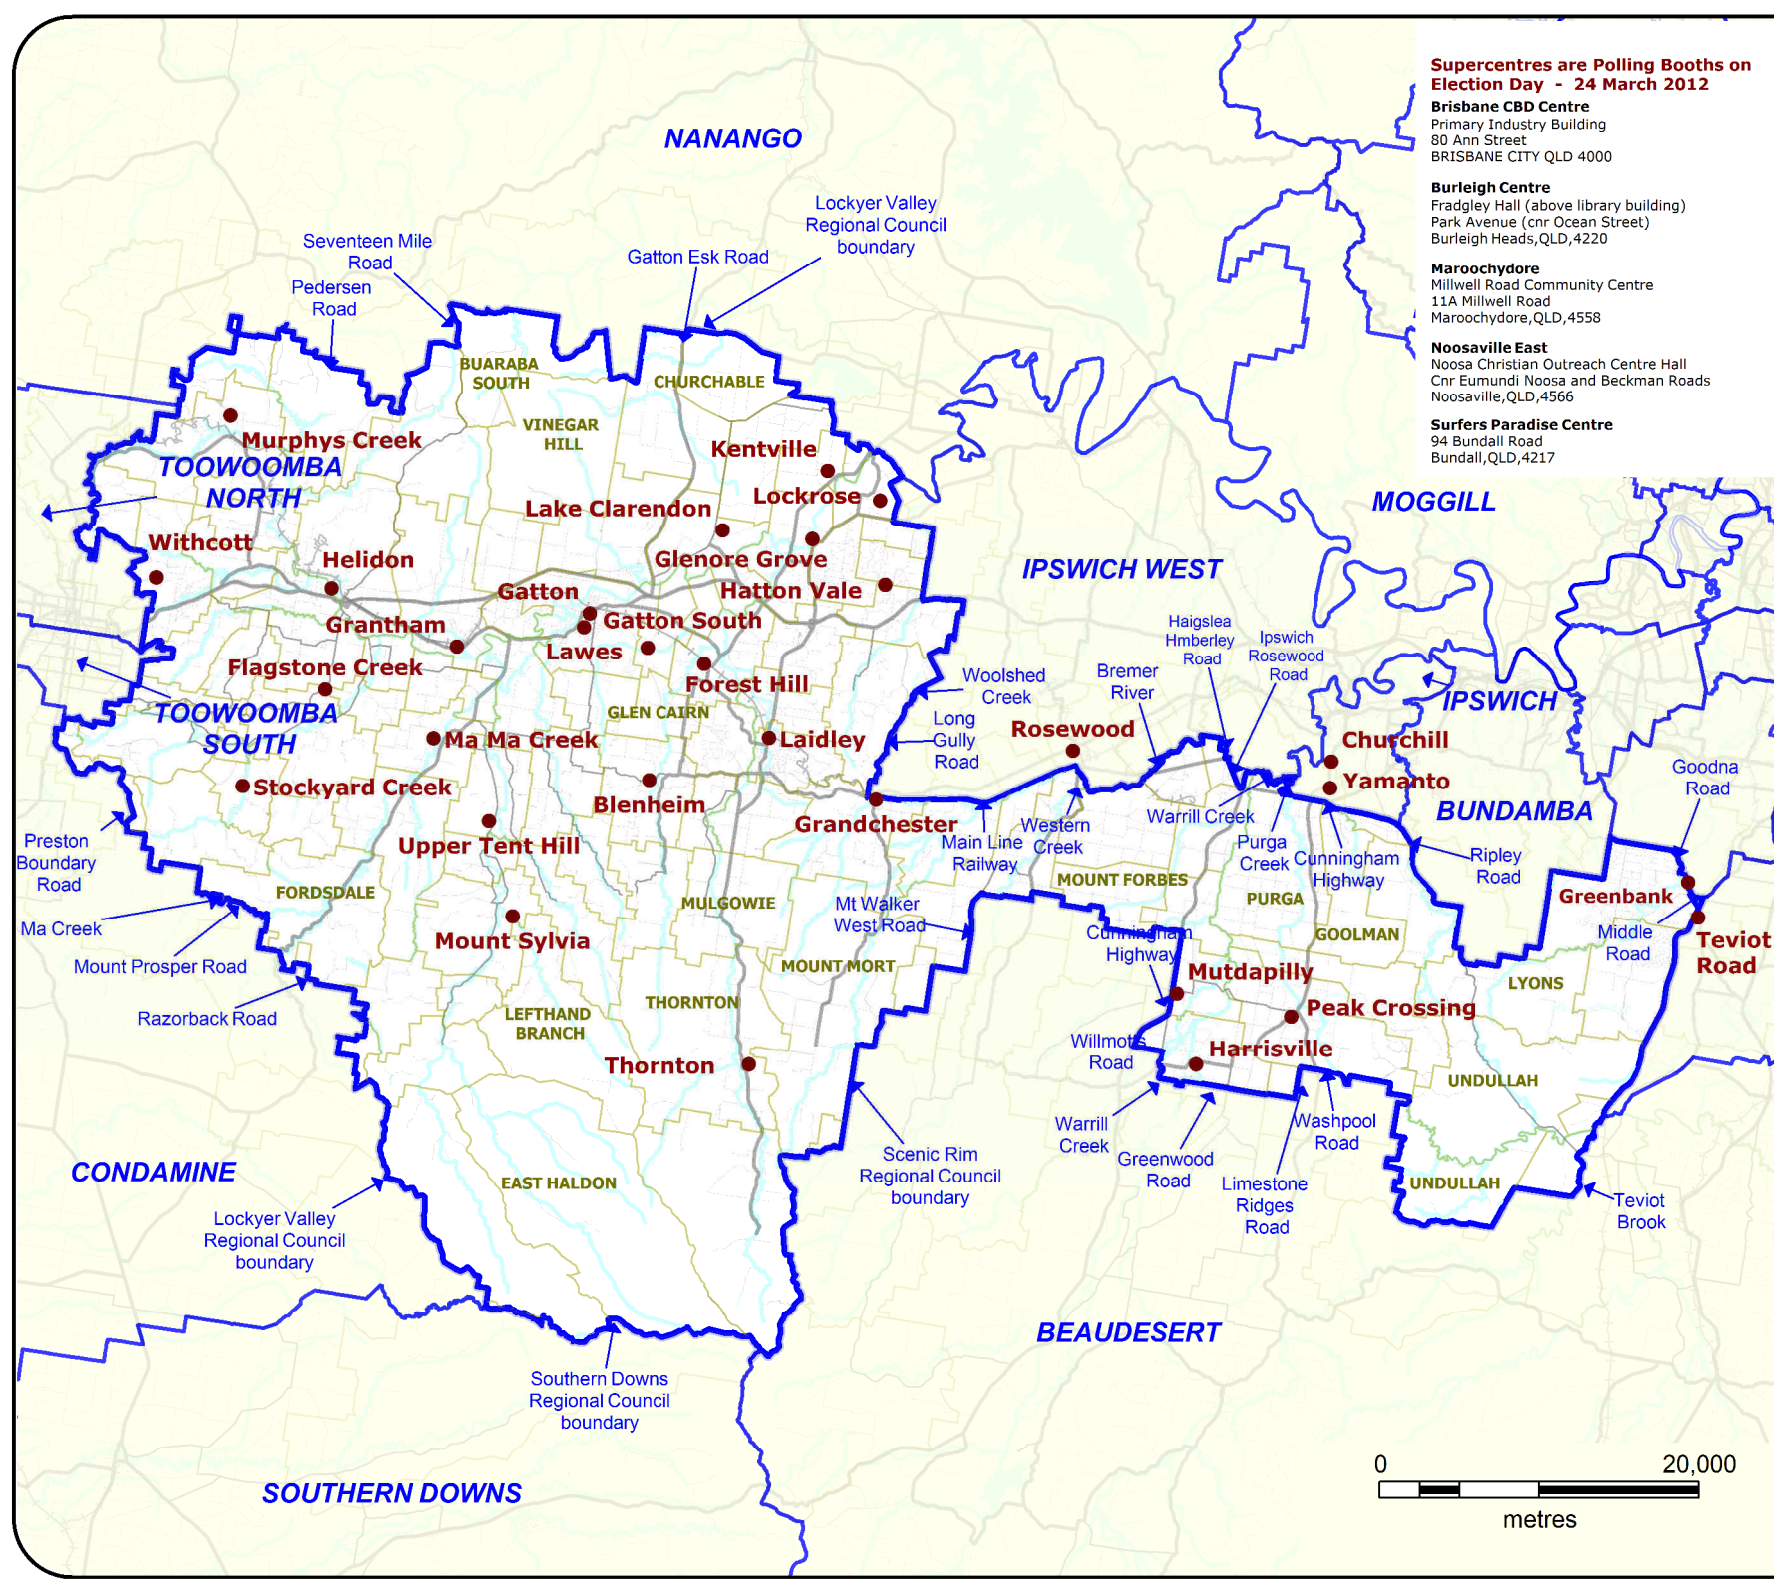 Supercentres are Polling Booths on
Election Day - 24 March 2012
Brisbane CBD Centre
Primary Industry Building
80 Ann Street
BRISBANE CITY QLD 4000
Burleigh Centre
Fradgley Hall (above library building)
Park Avenue (cnr Ocean Street)
Burleigh Heads,QLD,4220
Maroochydore
Millwell Road Community Centre
11A Millwell Road
Maroochydore,QLD,4558
Noosaville East
Noosa Christian Outreach Centre Hall
Cnr Eumundi Noosa and Beckman Roads
Noosaville,QLD,4566
Surfers Paradise Centre
94 Bundall Road
Bundall,QLD,4217
NANANGO
Lockyer Valley
Regional Council
boundary
Seventeen Mile
Road
Gatton Esk Road
Pedersen
Road
BUARABA
SOUTH
CHURCHABLE
VINEGAR
HILL
Murphys Creek
Kentville
TOOWOOMBA
NORTH
Lockrose
Lake Clarendon
MOGGILL
Withcott
Helidon
Glenore Grove
IPSWICH WEST
Gatton
Hatton Vale
Grantham
Gatton South
Haigslea
Hmberley
Road
Ipswich
Rosewood
Road
Lawes
Flagstone Creek
Forest Hill
Woolshed
Creek
Bremer
River
IPSWICH
TOOWOOMBA
SOUTH
GLEN CAIRN
Long
Gully
Road
Rosewood
Ma Ma Creek
Laidley
Churchill
Stockyard Creek
Yamanto
Goodna
Road
Blenheim
Grandchester
Warrill Creek
BUNDAMBA
Upper Tent Hill
Main Line
Railway
Western
Creek
Purga
Creek
Cunningham
Highway
Ripley
Road
Preston
Boundary
Road
FORDSDALE
MOUNT FORBES
MULGOWIE
Mt Walker
West Road
PURGA
Greenbank
Ma Creek
Mount Sylvia
Cunningham
Highway
GOOLMAN
Middle
Road
Teviot
Road
Mount Prosper Road
MOUNT MORT
Mutdapilly
LYONS
Razorback Road
LEFTHAND
BRANCH
THORNTON
Peak Crossing
Thornton
Willmotts
Road
Harrisville
UNDULLAH
Warrill
Creek
Washpool
Road
CONDAMINE
EAST HALDON
Scenic Rim
Regional Council
boundary
Greenwood
Road
Limestone
Ridges
Road
UNDULLAH
Teviot
Brook
Lockyer Valley
Regional Council
boundary
BEAUDESERT
Southern Downs
Regional Council
boundary
SOUTHERN DOWNS
0 20,000
metres